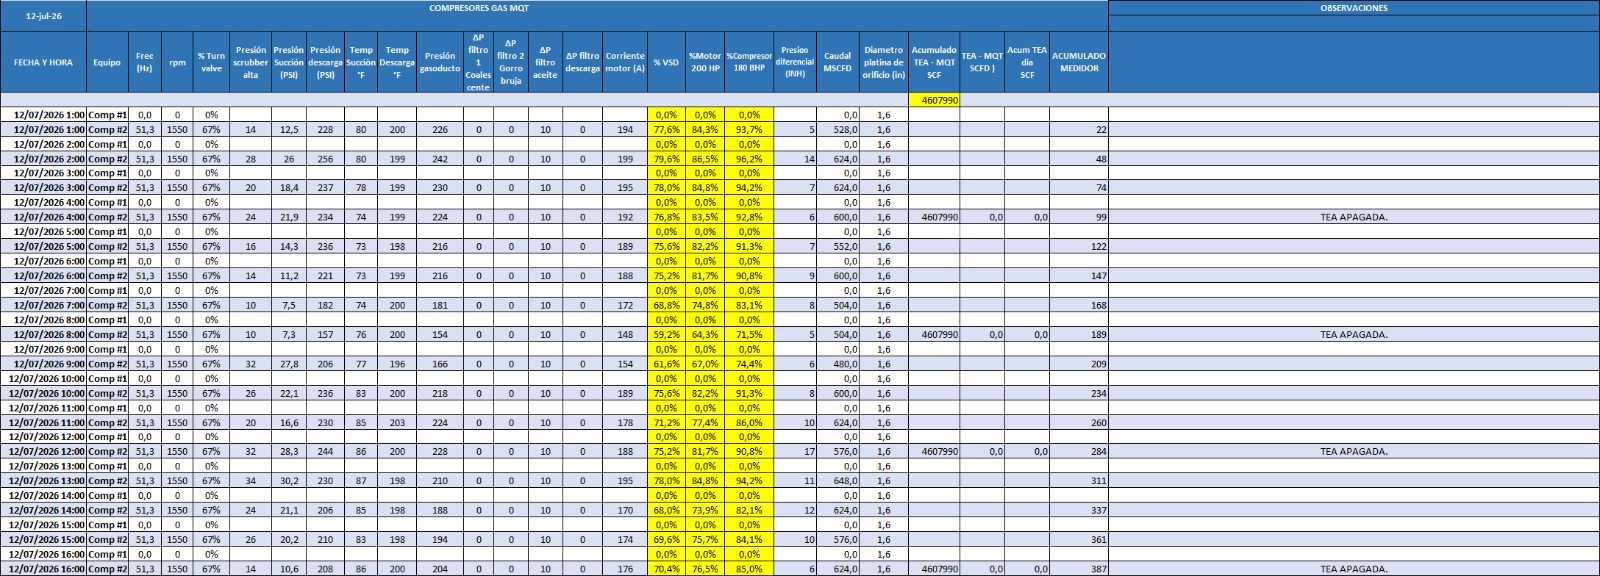 12-jul-26 COMPRESORES GAS MQT OBSERVACIONES
FECHA Y HORA Equipo Frec (Hz) rpm % Turn valve Presión scrubber alta Presión Succión (PSI) Presión descarga (PSI) Temp Succión °F Temp Descarga °F Presión gasoducto ΔP filtro 1 Coales cente ΔP filtro 2 Gorro bruja ΔP filtro aceite ΔP filtro descarga Corriente motor (A) % VSD %Motor 200 HP %Compresor 180 BHP Presion diferencial (INH) Caudal MSCFD Diametro platina de orificio (in) Acumulado TEA - MQT SCF TEA - MQT SCFD ) Acum TEA dia SCF ACUMULADO MEDIDOR
4607990
12/07/2026 1:00 Comp #1 0,0 0 0% 0,0% 0,0% 0,0% 0,0 1,6
12/07/2026 1:00 Comp #2 51,3 1550 67% 14 12,5 228 80 200 226 0 0 10 0 194 77,6% 84,3% 93,7% 5 528,0 1,6 22
12/07/2026 2:00 Comp #1 0,0 0 0% 0,0% 0,0% 0,0% 0,0 1,6
12/07/2026 2:00 Comp #2 51,3 1550 67% 28 26 256 80 199 242 0 0 10 0 199 79,6% 86,5% 96,2% 14 624,0 1,6 48
12/07/2026 3:00 Comp #1 0,0 0 0% 0,0% 0,0% 0,0% 0,0 1,6
12/07/2026 3:00 Comp #2 51,3 1550 67% 20 18,4 237 78 199 230 0 0 10 0 195 78,0% 84,8% 94,2% 7 624,0 1,6 74
12/07/2026 4:00 Comp #1 0,0 0 0% 0,0% 0,0% 0,0% 0,0 1,6
12/07/2026 4:00 Comp #2 51,3 1550 67% 24 21,9 234 74 199 224 0 0 10 0 192 76,8% 83,5% 92,8% 6 600,0 1,6 4607990 0,0 0,0 99 TEA APAGADA.
12/07/2026 5:00 Comp #1 0,0 0 0% 0,0% 0,0% 0,0% 0,0 1,6
12/07/2026 5:00 Comp #2 51,3 1550 67% 16 14,3 236 73 198 216 0 0 10 0 189 75,6% 82,2% 91,3% 7 552,0 1,6 122
12/07/2026 6:00 Comp #1 0,0 0 0% 0,0% 0,0% 0,0% 0,0 1,6
12/07/2026 6:00 Comp #2 51,3 1550 67% 14 11,2 221 73 199 216 0 0 10 0 188 75,2% 81,7% 90,8% 9 600,0 1,6 147
12/07/2026 7:00 Comp #1 0,0 0 0% 0,0% 0,0% 0,0% 0,0 1,6
12/07/2026 7:00 Comp #2 51,3 1550 67% 10 7,5 182 74 200 181 0 0 10 0 172 68,8% 74,8% 83,1% 8 504,0 1,6 168
12/07/2026 8:00 Comp #1 0,0 0 0% 0,0% 0,0% 0,0% 0,0 1,6
12/07/2026 8:00 Comp #2 51,3 1550 67% 10 7,3 157 76 200 154 0 0 10 0 148 59,2% 64,3% 71,5% 5 504,0 1,6 4607990 0,0 0,0 189 TEA APAGADA.
12/07/2026 9:00 Comp #1 0,0 0 0% 0,0% 0,0% 0,0% 0,0 1,6
12/07/2026 9:00 Comp #2 51,3 1550 67% 32 27,8 206 77 196 166 0 0 10 0 154 61,6% 67,0% 74,4% 6 480,0 1,6 209
12/07/2026 10:00 Comp #1 0,0 0 0% 0,0% 0,0% 0,0% 0,0 1,6
12/07/2026 10:00 Comp #2 51,3 1550 67% 26 22,1 236 83 200 218 0 0 10 0 189 75,6% 82,2% 91,3% 8 600,0 1,6 234
12/07/2026 11:00 Comp #1 0,0 0 0% 0,0% 0,0% 0,0% 0,0 1,6
12/07/2026 11:00 Comp #2 51,3 1550 67% 20 16,6 230 85 203 224 0 0 10 0 178 71,2% 77,4% 86,0% 10 624,0 1,6 260
12/07/2026 12:00 Comp #1 0,0 0 0% 0,0% 0,0% 0,0% 0,0 1,6
12/07/2026 12:00 Comp #2 51,3 1550 67% 32 28,3 244 86 200 228 0 0 10 0 188 75,2% 81,7% 90,8% 17 576,0 1,6 4607990 0,0 0,0 284 TEA APAGADA.
12/07/2026 13:00 Comp #1 0,0 0 0% 0,0% 0,0% 0,0% 0,0 1,6
12/07/2026 13:00 Comp #2 51,3 1550 67% 34 30,2 230 87 198 210 0 0 10 0 195 78,0% 84,8% 94,2% 11 648,0 1,6 311
12/07/2026 14:00 Comp #1 0,0 0 0% 0,0% 0,0% 0,0% 0,0 1,6
12/07/2026 14:00 Comp #2 51,3 1550 67% 24 21,1 206 85 198 188 0 0 10 0 170 68,0% 73,9% 82,1% 12 624,0 1,6 337
12/07/2026 15:00 Comp #1 0,0 0 0% 0,0% 0,0% 0,0% 0,0 1,6
12/07/2026 15:00 Comp #2 51,3 1550 67% 26 20,2 210 83 198 194 0 0 10 0 174 69,6% 75,7% 84,1% 10 576,0 1,6 361
12/07/2026 16:00 Comp #1 0,0 0 0% 0,0% 0,0% 0,0% 0,0 1,6
12/07/2026 16:00 Comp #2 51,3 1550 67% 14 10,6 208 86 200 204 0 0 10 0 176 70,4% 76,5% 85,0% 6 624,0 1,6 4607990 0,0 0,0 387 TEA APAGADA.